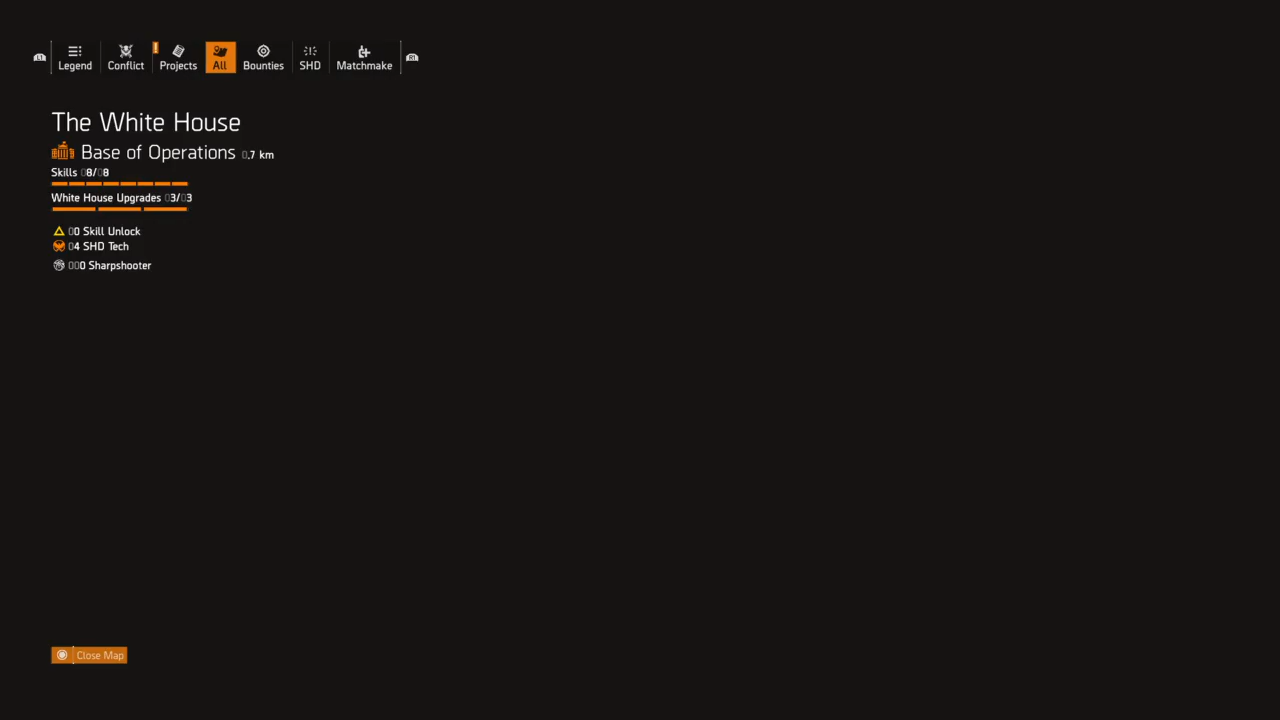 Legend Conflict Projects All Bounties SHD Matchmake
The White House
Base of Operations 0.7 km
Skills 08/08
White House Upgrades 03/03
00 Skill Unlock
04 SHD Tech
000 Sharpshooter
Close Map